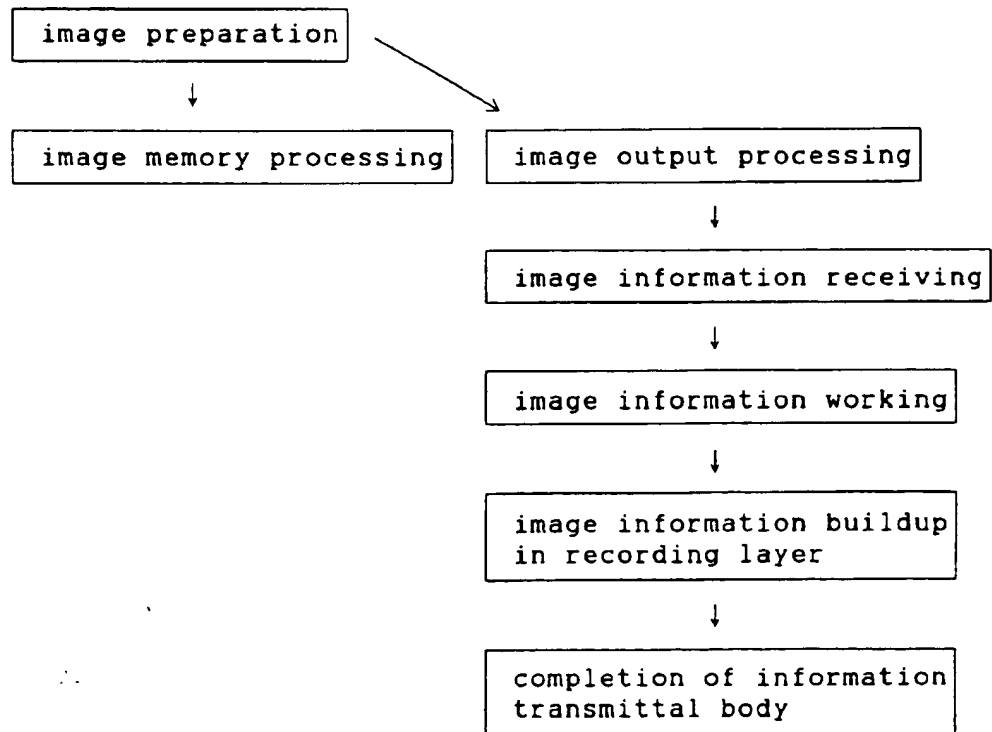 image preparation
image memory processing
image output processing
image information receiving
image information working
image information buildup
in recording layer
completion of information
transmittal body